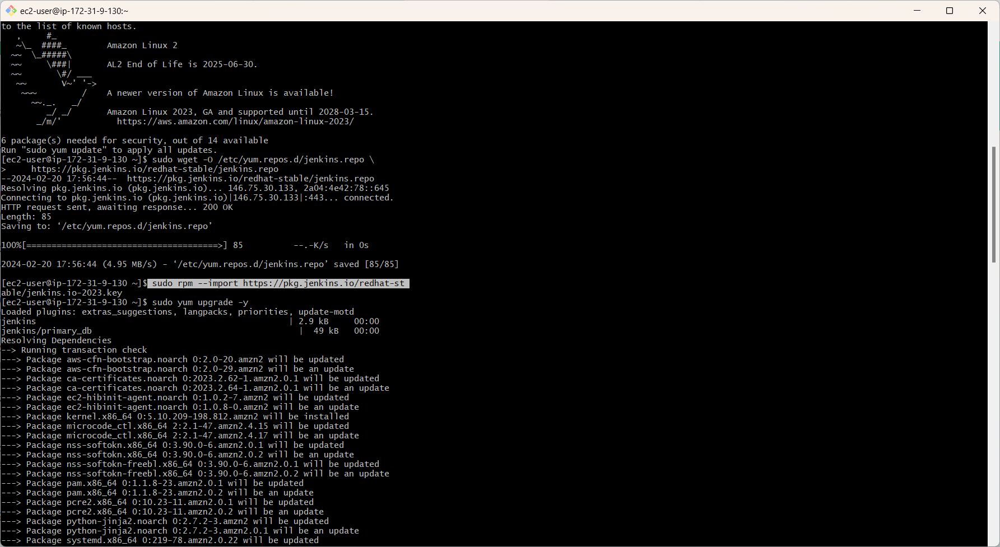 ec2-user@ip-172-31-9-130:~
to the list of known hosts.
   ,     #_
   ~\_  ####_        Amazon Linux 2
  ~~  \_#####\
  ~~     \###|       AL2 End of Life is 2025-06-30.
  ~~       \#/ ___
   ~~       V~' '->
    ~~~         /    A newer version of Amazon Linux is available!
      ~~._.   _/
         _/ _/       Amazon Linux 2023, GA and supported until 2028-03-15.
       _/m/'           https://aws.amazon.com/linux/amazon-linux-2023/
6 package(s) needed for security, out of 14 available
Run "sudo yum update" to apply all updates.
[ec2-user@ip-172-31-9-130 ~]$ sudo wget -O /etc/yum.repos.d/jenkins.repo \
>     https://pkg.jenkins.io/redhat-stable/jenkins.repo
--2024-02-20 17:56:44--  https://pkg.jenkins.io/redhat-stable/jenkins.repo
Resolving pkg.jenkins.io (pkg.jenkins.io)... 146.75.30.133, 2a04:4e42:78::645
Connecting to pkg.jenkins.io (pkg.jenkins.io)|146.75.30.133|:443... connected.
HTTP request sent, awaiting response... 200 OK
Length: 85
Saving to: ‘/etc/yum.repos.d/jenkins.repo’
100%[======================================>] 85          --.-K/s   in 0s
2024-02-20 17:56:44 (4.95 MB/s) - ‘/etc/yum.repos.d/jenkins.repo’ saved [85/85]
[ec2-user@ip-172-31-9-130 ~]$ sudo rpm --import https://pkg.jenkins.io/redhat-st
able/jenkins.io-2023.key
[ec2-user@ip-172-31-9-130 ~]$ sudo yum upgrade -y
Loaded plugins: extras_suggestions, langpacks, priorities, update-motd
jenkins                                                  | 2.9 kB     00:00
jenkins/primary_db                                         |  49 kB   00:00
Resolving Dependencies
--> Running transaction check
---> Package aws-cfn-bootstrap.noarch 0:2.0-20.amzn2 will be updated
---> Package aws-cfn-bootstrap.noarch 0:2.0-29.amzn2 will be an update
---> Package ca-certificates.noarch 0:2023.2.62-1.amzn2.0.1 will be updated
---> Package ca-certificates.noarch 0:2023.2.64-1.amzn2.0.1 will be an update
---> Package ec2-hibinit-agent.noarch 0:1.0.2-7.amzn2 will be updated
---> Package ec2-hibinit-agent.noarch 0:1.0.8-0.amzn2 will be an update
---> Package kernel.x86_64 0:5.10.209-198.812.amzn2 will be installed
---> Package microcode_ctl.x86_64 2:2.1-47.amzn2.4.15 will be updated
---> Package microcode_ctl.x86_64 2:2.1-47.amzn2.4.17 will be an update
---> Package nss-softokn.x86_64 0:3.90.0-6.amzn2.0.1 will be updated
---> Package nss-softokn.x86_64 0:3.90.0-6.amzn2.0.2 will be an update
---> Package nss-softokn-freebl.x86_64 0:3.90.0-6.amzn2.0.1 will be updated
---> Package nss-softokn-freebl.x86_64 0:3.90.0-6.amzn2.0.2 will be an update
---> Package pam.x86_64 0:1.1.8-23.amzn2.0.1 will be updated
---> Package pam.x86_64 0:1.1.8-23.amzn2.0.2 will be an update
---> Package pcre2.x86_64 0:10.23-11.amzn2.0.1 will be updated
---> Package pcre2.x86_64 0:10.23-11.amzn2.0.2 will be an update
---> Package python-jinja2.noarch 0:2.7.2-3.amzn2 will be updated
---> Package python-jinja2.noarch 0:2.7.2-3.amzn2.0.1 will be an update
---> Package systemd.x86_64 0:219-78.amzn2.0.22 will be updated